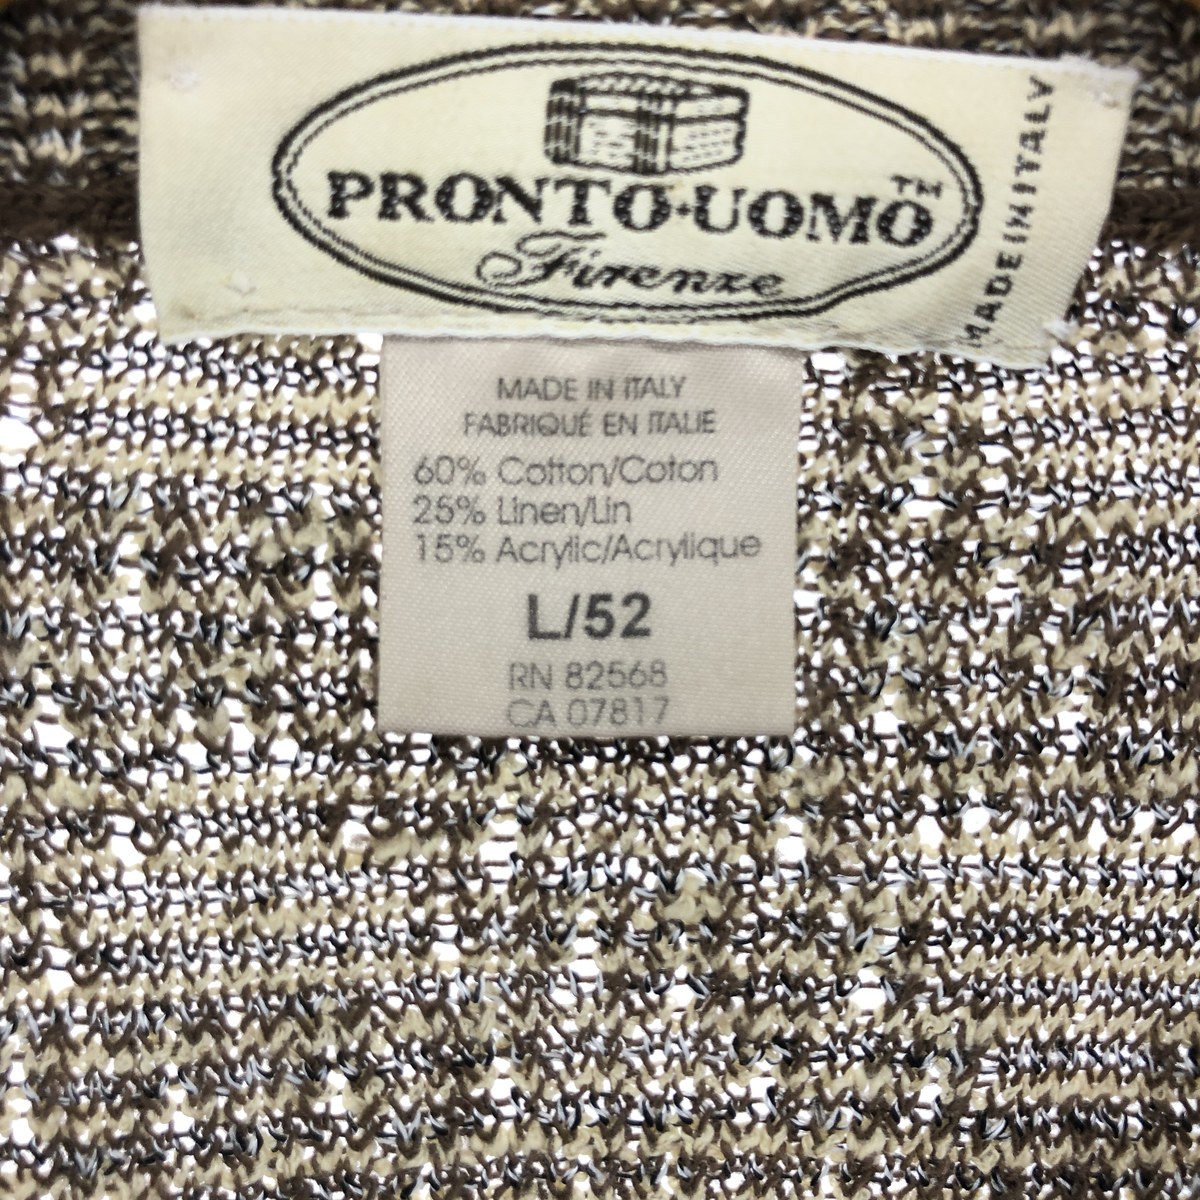 PRONTO-UOMO™
Firenze
MADE IN ITALY
MADE IN ITALY
FABRIQUÉ EN ITALIE
60% Cotton/Coton
25% Linen/Lin
15% Acrylic/Acrylique
L/52
RN 82568
CA 07817